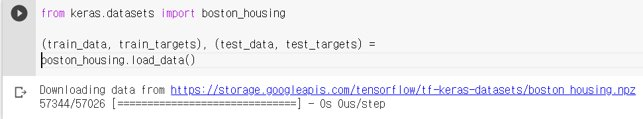 from keras.datasets import boston_housing
(train_data, train_targets), (test_data, test_targets) =
boston_housing.load_data()
Downloading data from https://storage.googleapis.com/tensorflow/tf-keras-datasets/boston_housing.npz
57344/57026 [==============================] - 0s 0us/step